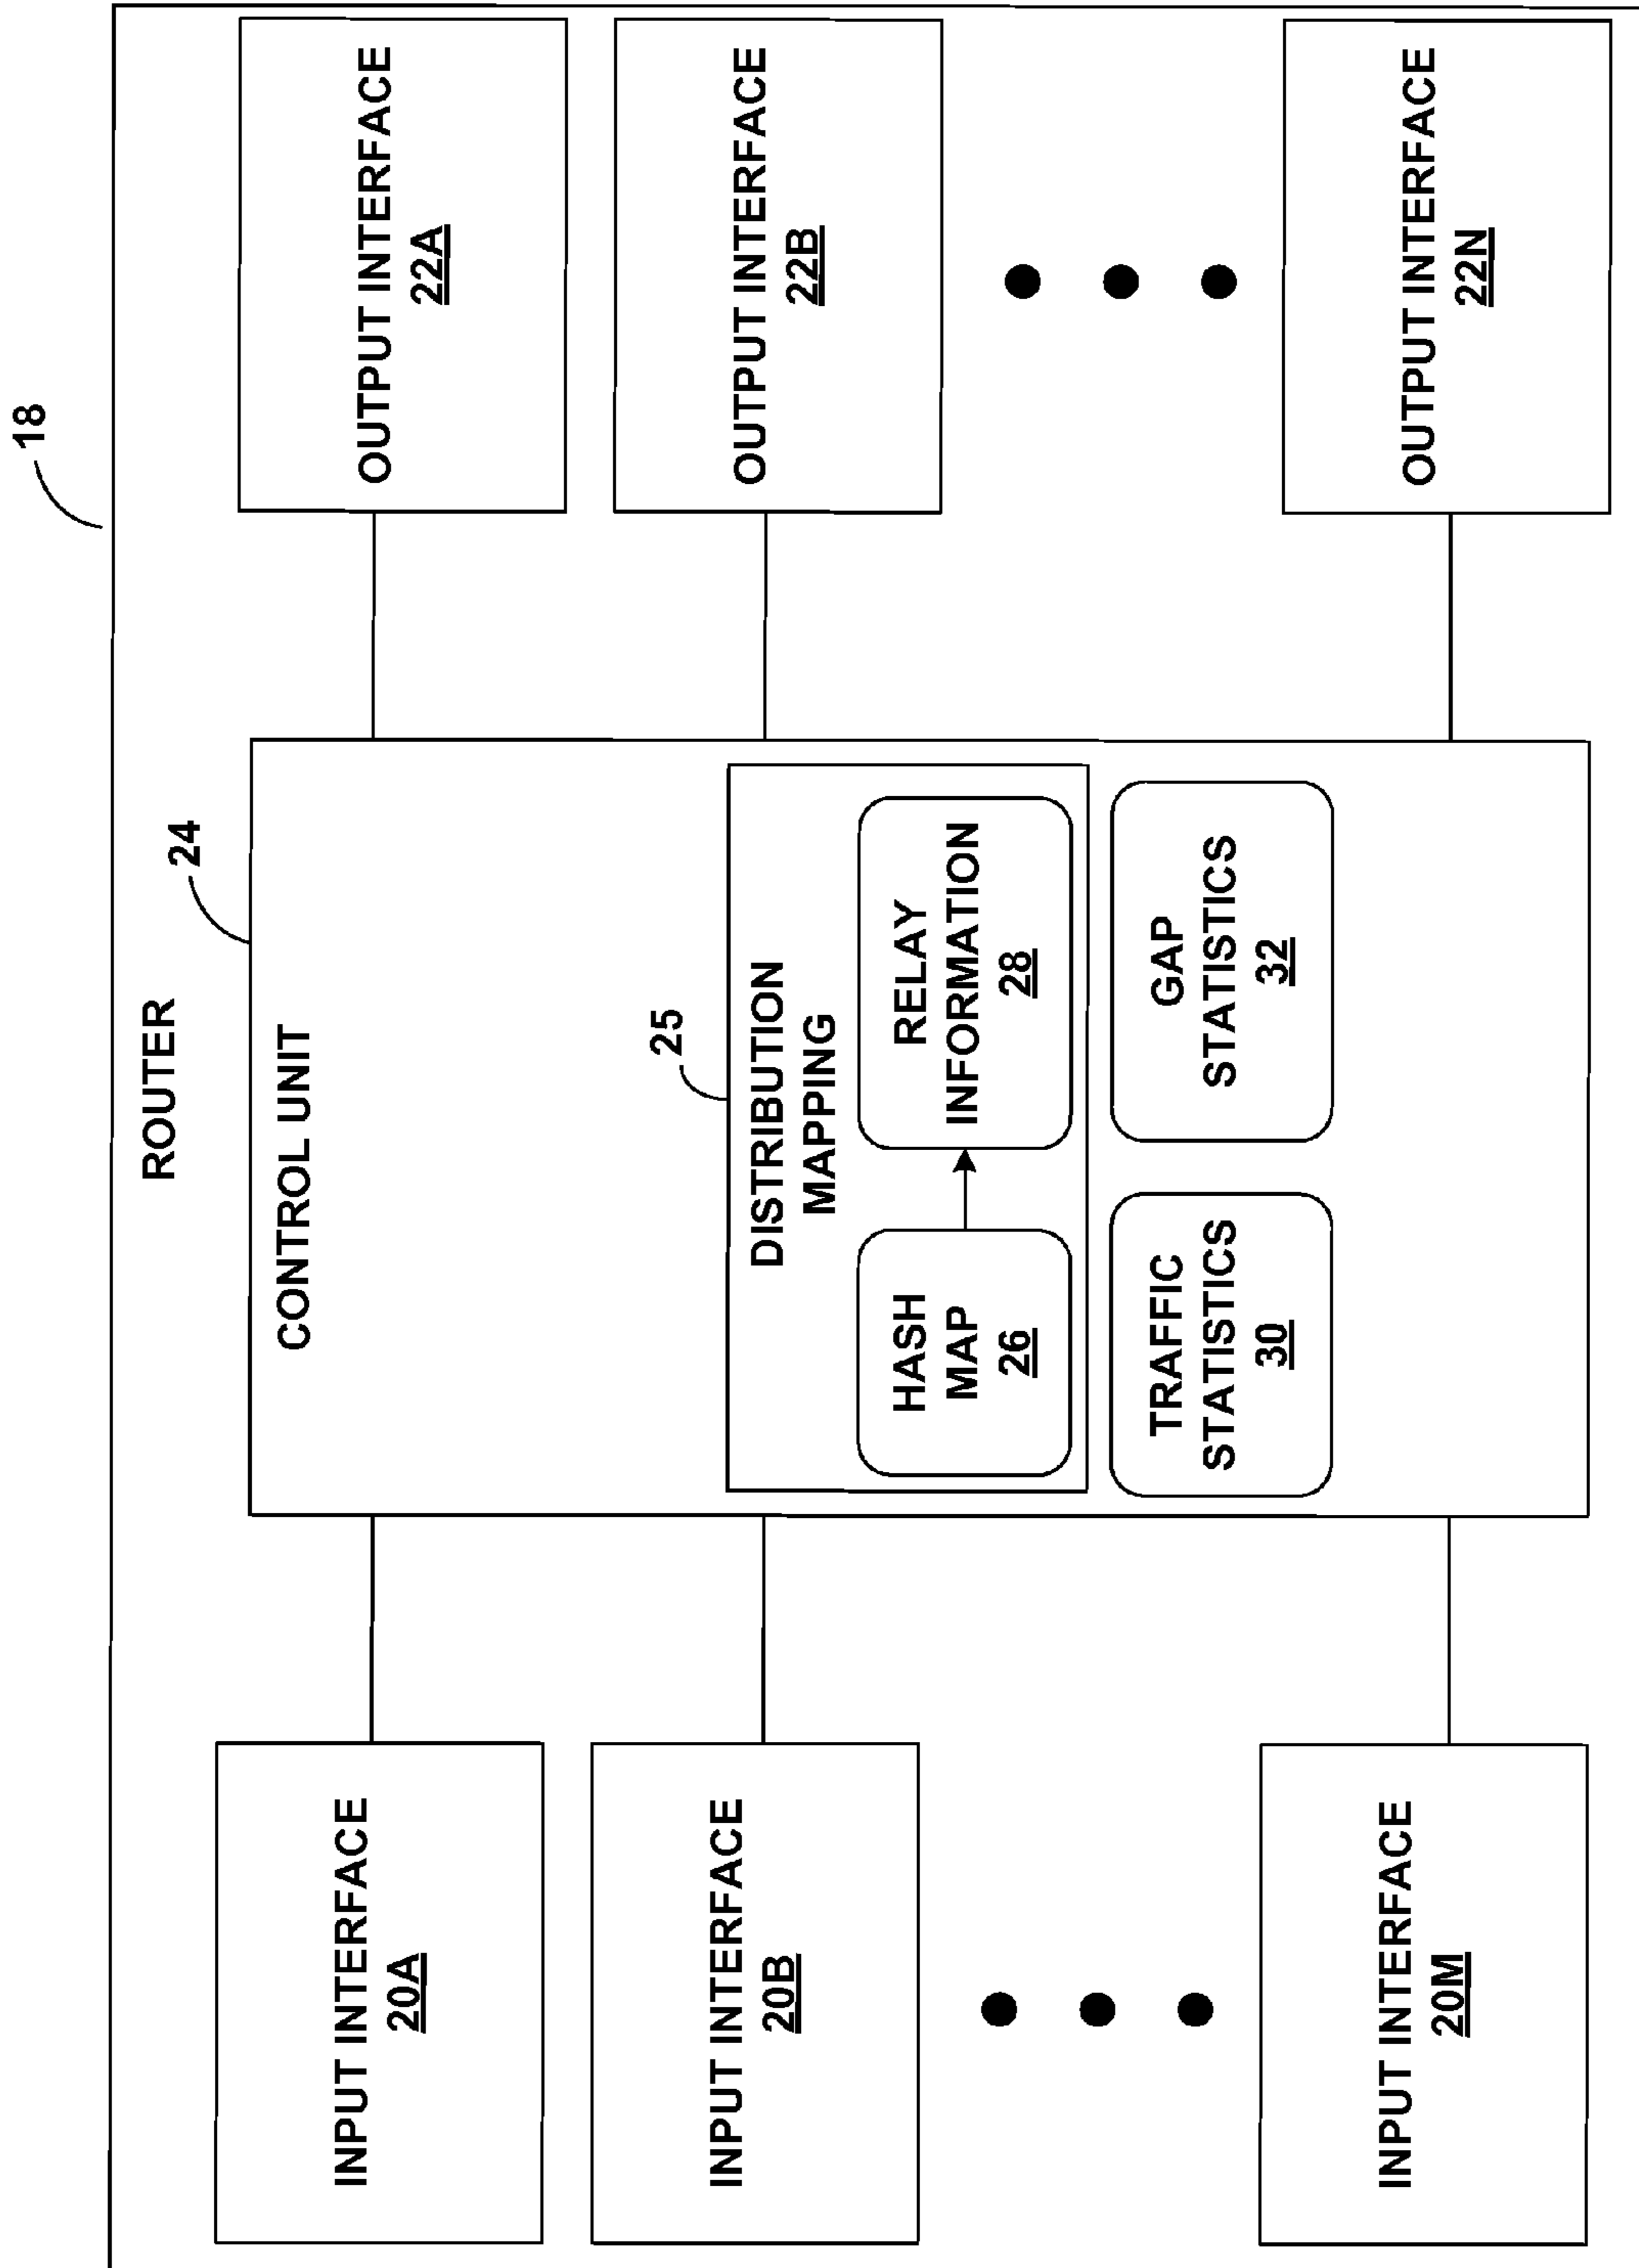 18
ROUTER
24
CONTROL UNIT
INPUT INTERFACE
20A
INPUT INTERFACE
20B
INPUT INTERFACE
20M
25
DISTRIBUTION
MAPPING
HASH
MAP
26
RELAY
INFORMATION
28
TRAFFIC
STATISTICS
30
GAP
STATISTICS
32
OUTPUT INTERFACE
22A
OUTPUT INTERFACE
22B
OUTPUT INTERFACE
22N